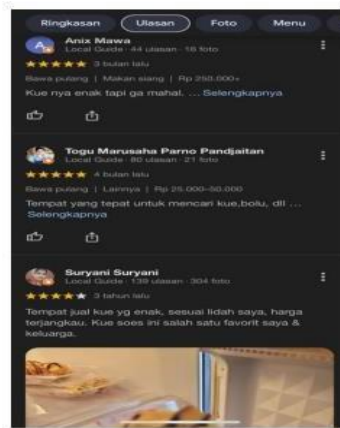 Ringkasan Ulasan Foto Menu
A Anix Mawa
Local Guide · 44 ulasan · 16 foto
3 bulan lalu
Bawa pulang | Makan siang | Rp 250.000+
Kue nya enak tapi ga mahal. ... Selengkapnya
Togu Marusaha Parno Pandjaitan
Local Guide · 80 ulasan · 21 foto
4 bulan lalu
Bawa pulang | Lainnya | Rp 25.000–50.000
Tempat yang tepat untuk mencari kue,bolu, dll ...
Selengkapnya
Suryani Suryani
Local Guide · 139 ulasan · 304 foto
3 tahun lalu
Tempat jual kue yg enak, sesuai lidah saya, harga
terjangkau. Kue soes ini salah satu favorit saya &
keluarga.